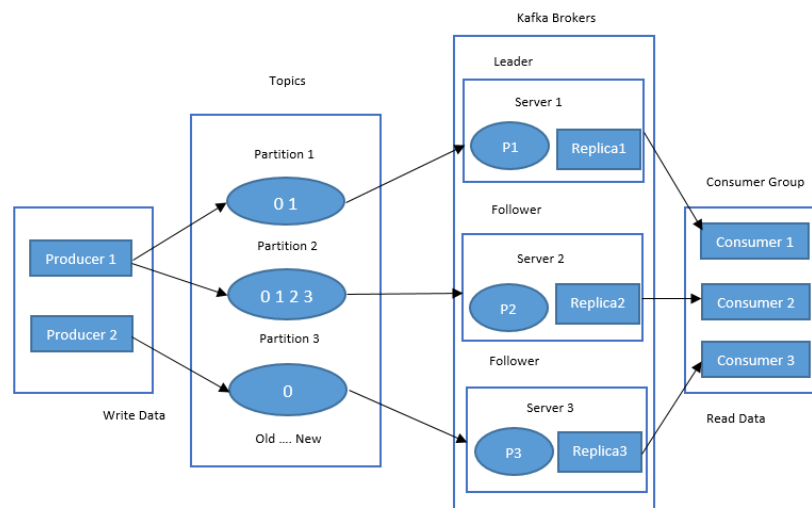 Kafka Brokers
Leader
Topics
Server 1
Partition 1
P1
Replica1
Consumer Group
0 1
Follower
Partition 2
Producer 1
Server 2
Consumer 1
0 1 2 3
P2
Replica2
Consumer 2
Producer 2
Partition 3
Follower
Consumer 3
0
Server 3
Write Data
Read Data
Old .... New
P3
Replica3